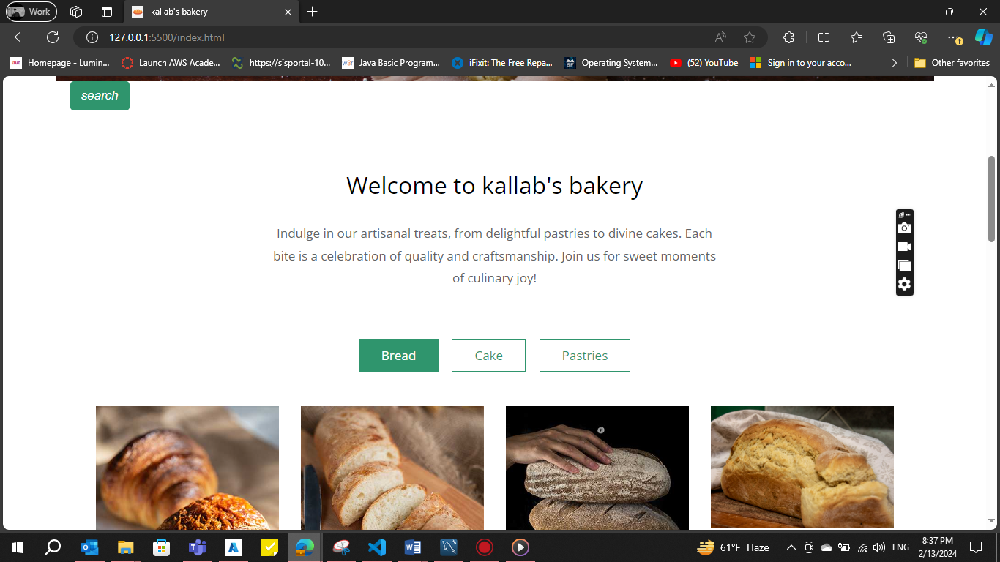 Work
kallab's bakery
127.0.0.1:5500/index.html
Homepage - Lumin...
Launch AWS Acade...
https://sisportal-10...
w3r
Java Basic Program...
iFixit: The Free Repa...
Operating System...
(52) YouTube
Sign in to your acco...
Other favorites
search
Welcome to kallab's bakery
Indulge in our artisanal treats, from delightful pastries to divine cakes. Each
bite is a celebration of quality and craftsmanship. Join us for sweet moments
of culinary joy!
Bread
Cake
Pastries
61°F Haze
ENG
8:37 PM
2/13/2024